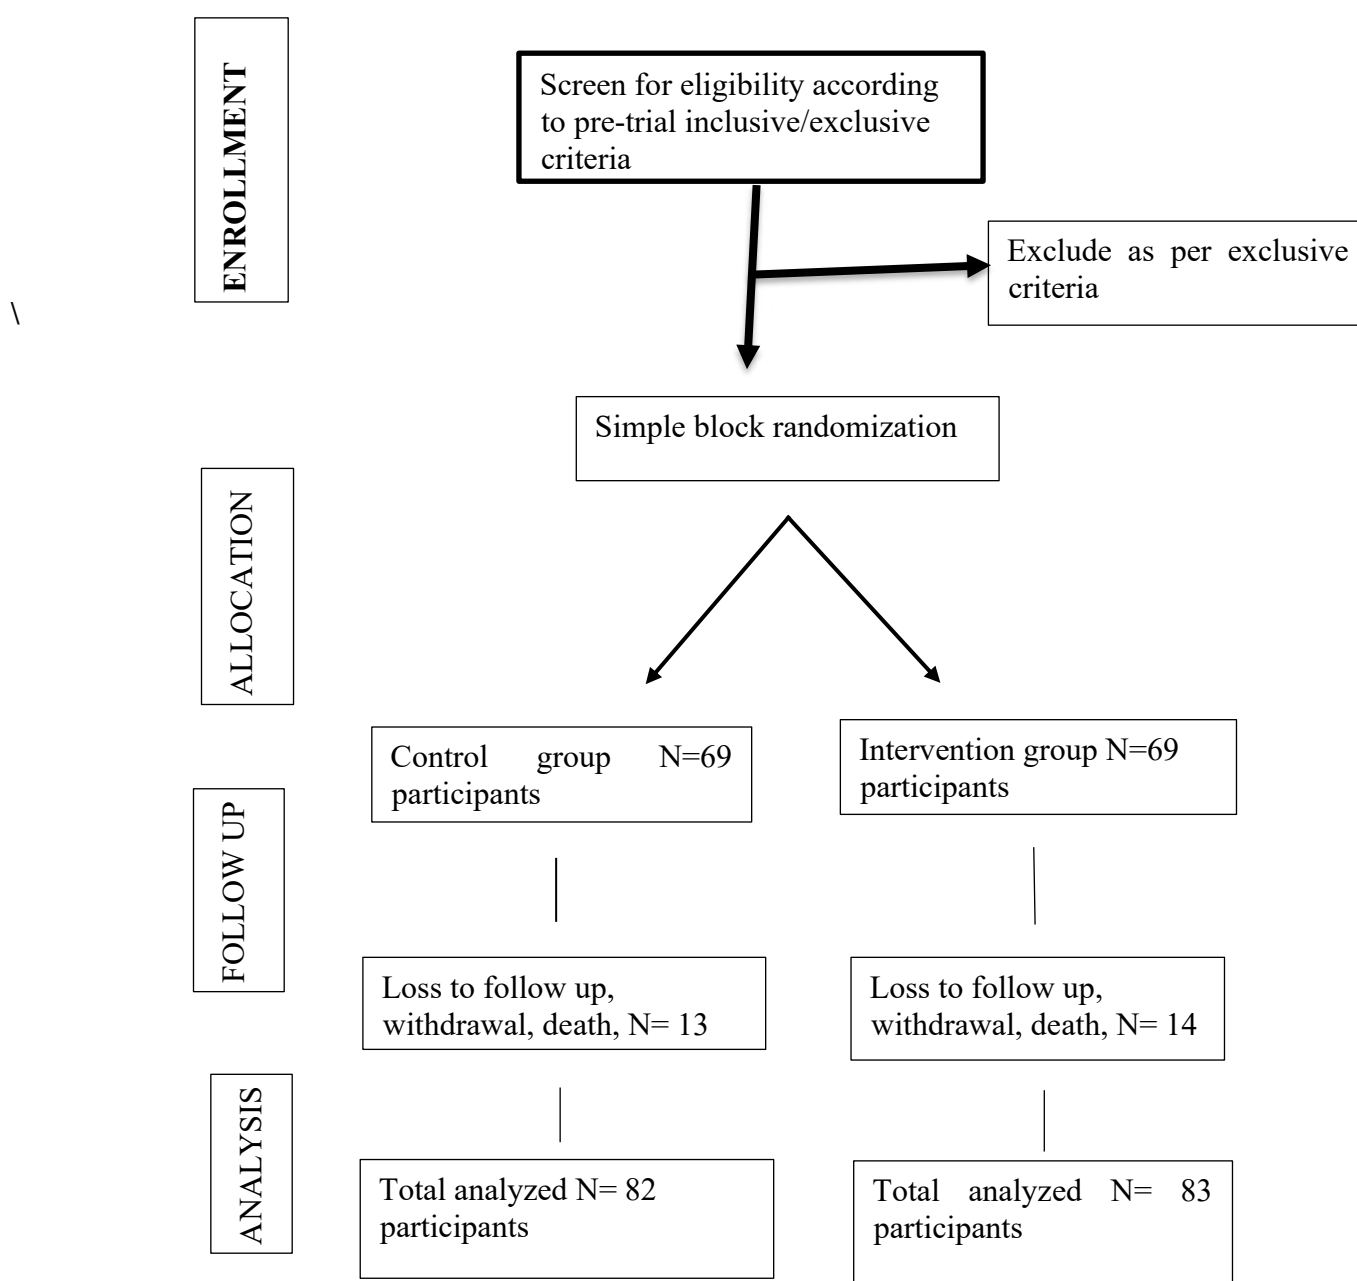 ENROLLMENT
Screen for eligibility according
to pre-trial inclusive/exclusive
criteria
Exclude as per exclusive
criteria
\
Simple block randomization
ALLOCATION
Control group N=69
participants
Intervention group N=69
participants
FOLLOW UP
Loss to follow up,
withdrawal, death, N= 13
Loss to follow up,
withdrawal, death, N= 14
ANALYSIS
Total analyzed N= 82
participants
Total analyzed N= 83
participants